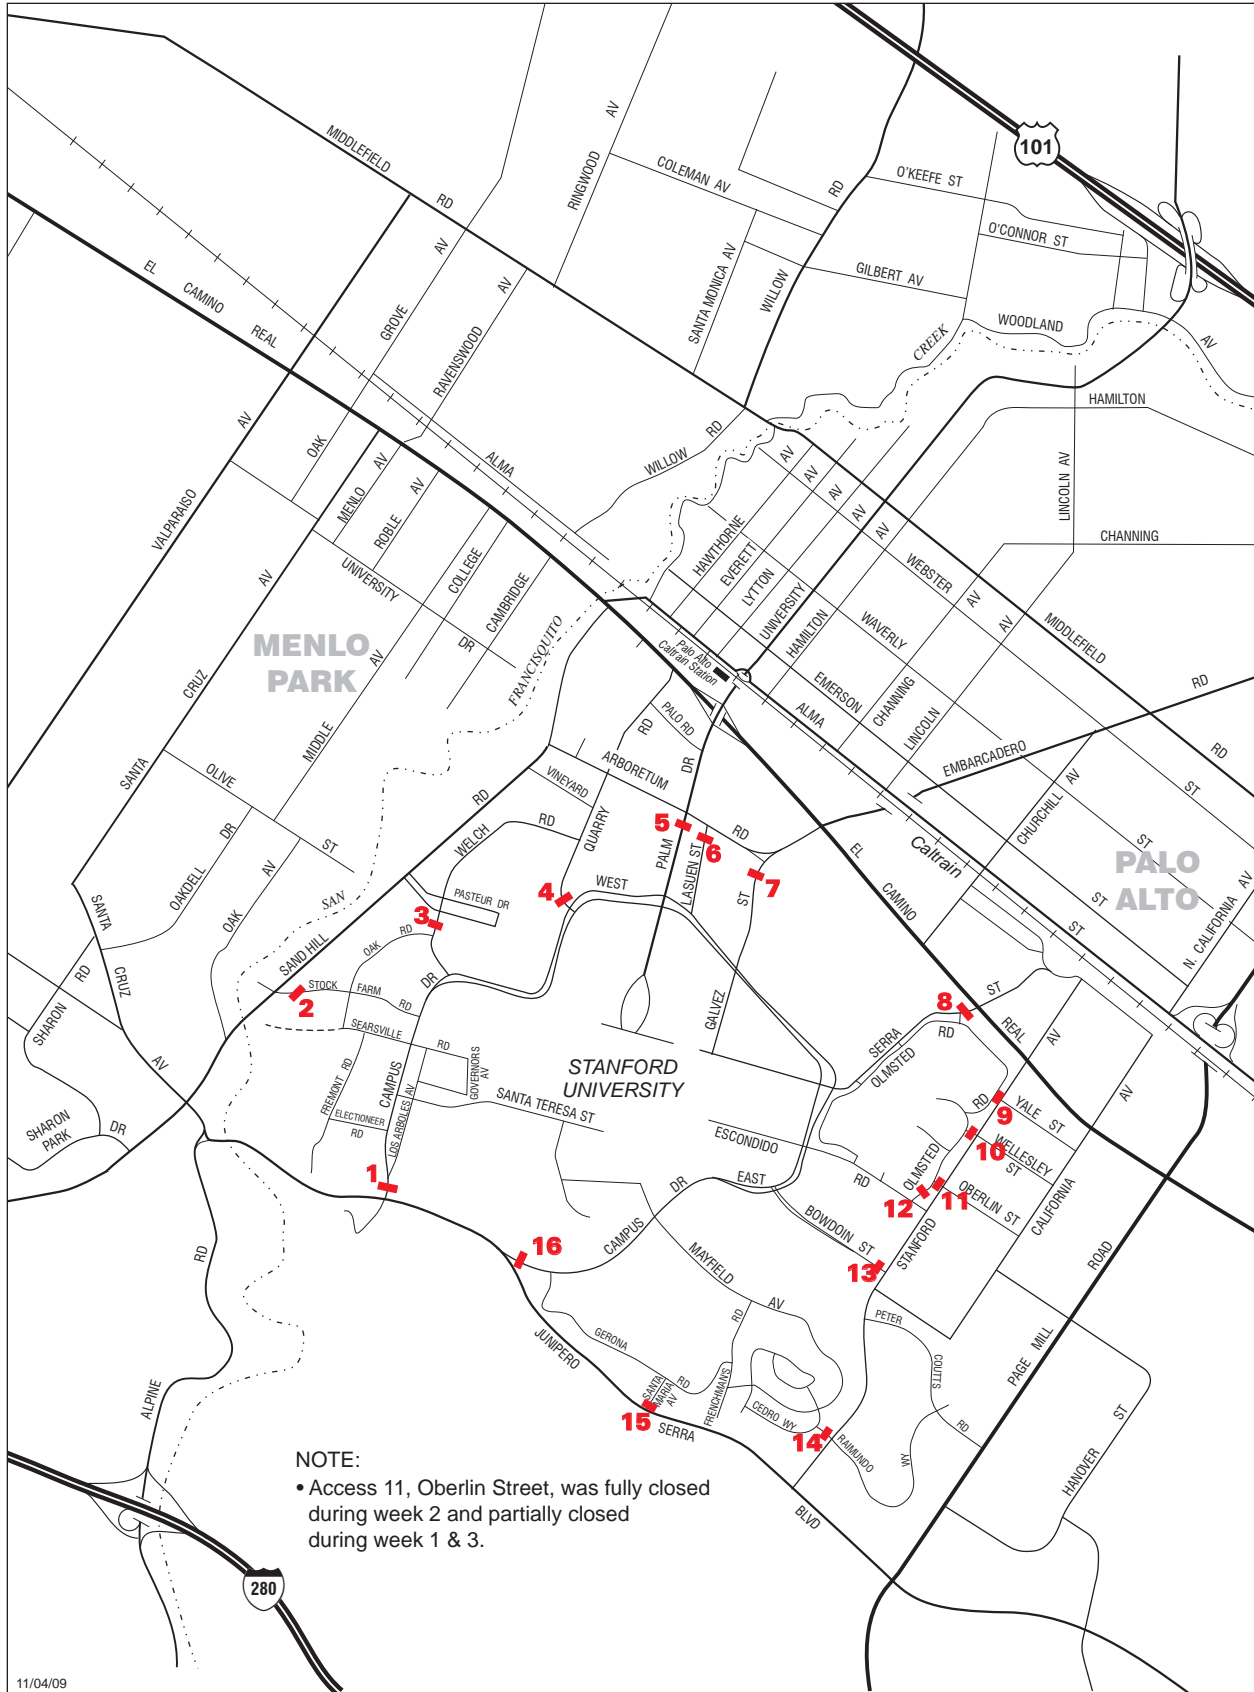 101
MIDDLEFIELD
RD
RINGWOOD
AV
COLEMAN AV
WILLOW
RD
O'KEEFE ST
O'CONNOR ST
SANTA MONICA AV
GILBERT AV
WOODLAND
AV
CREEK
EL
CAMINO
REAL
GROVE
AV
RAVENSWOOD
AV
HAMILTON
LINCOLN AV
CHANNING
VALPARAISO
AV
OAK
MENLO
AV
ROBLE
AV
ALMA
WILLOW
RD
UNIVERSITY
DR
COLLEGE
CAMBRIDGE
HAWTHORNE
AV
EVERETT
AV
LYTTON
AV
UNIVERSITY
AV
HAMILTON
AV
WEBSTER
ST
WAVERLY
ST
MIDDLEFIELD
RD
EMERSON
ST
ALMA
ST
CHANNING
AV
LINCOLN
AV
MENLO
PARK
SANTA
CRUZ
AV
MIDDLE
AV
FRANCISQUITO
Palo Alto
Caltrain Station
EMBARCADERO
RD
CHURCHILL AV
PALO
ALTO
N. CALIFORNIA AV
Caltrain
OLIVE
ST
OAKDELL
DR
OAK
AV
SAN
SAND HILL
RD
VINEYARD
ARBORETUM
RD
PALO RD
RD
QUARRY
WELCH
RD
PALM
DR
LASUEN ST
5
6
7
4
3
PASTEUR DR
WEST
OAK
RD
GALVEZ
ST
EL
CAMINO
REAL
SANTA
CRUZ
AV
SHARON
RD
SHARON
PARK
DR
2
STOCK
FARM
RD
SEARSVILLE
RD
DR
CAMPUS
FREMONT RD
ELECTIONEER
RD
LOS ARBOLES AV
GOVERNORS
AV
SANTA TERESA ST
STANFORD
UNIVERSITY
8
SERRA
ST
OLMSTED
RD
RD
9
YALE ST
10
WELLESLEY
ST
11
OBERLIN ST
12
OLMSTED
STANFORD
AV
CALIFORNIA
AV
ESCONDIDO
RD
EAST
CAMPUS
DR
BOWDOIN ST
13
1
16
MAYFIELD
AV
RD
ALPINE
RD
JUNIPERO
SERRA
BLVD
GERONA
RD
SANTA
MARIA
AV
FRENCHMAN'S
RD
CEDRO WY
14
RAIMUNDO
WY
15
PETER
COUTTS
RD
PAGE
MILL
ROAD
HANOVER
ST
NOTE:
• Access 11, Oberlin Street, was fully closed
during week 2 and partially closed
during week 1 & 3.
280
11/04/09